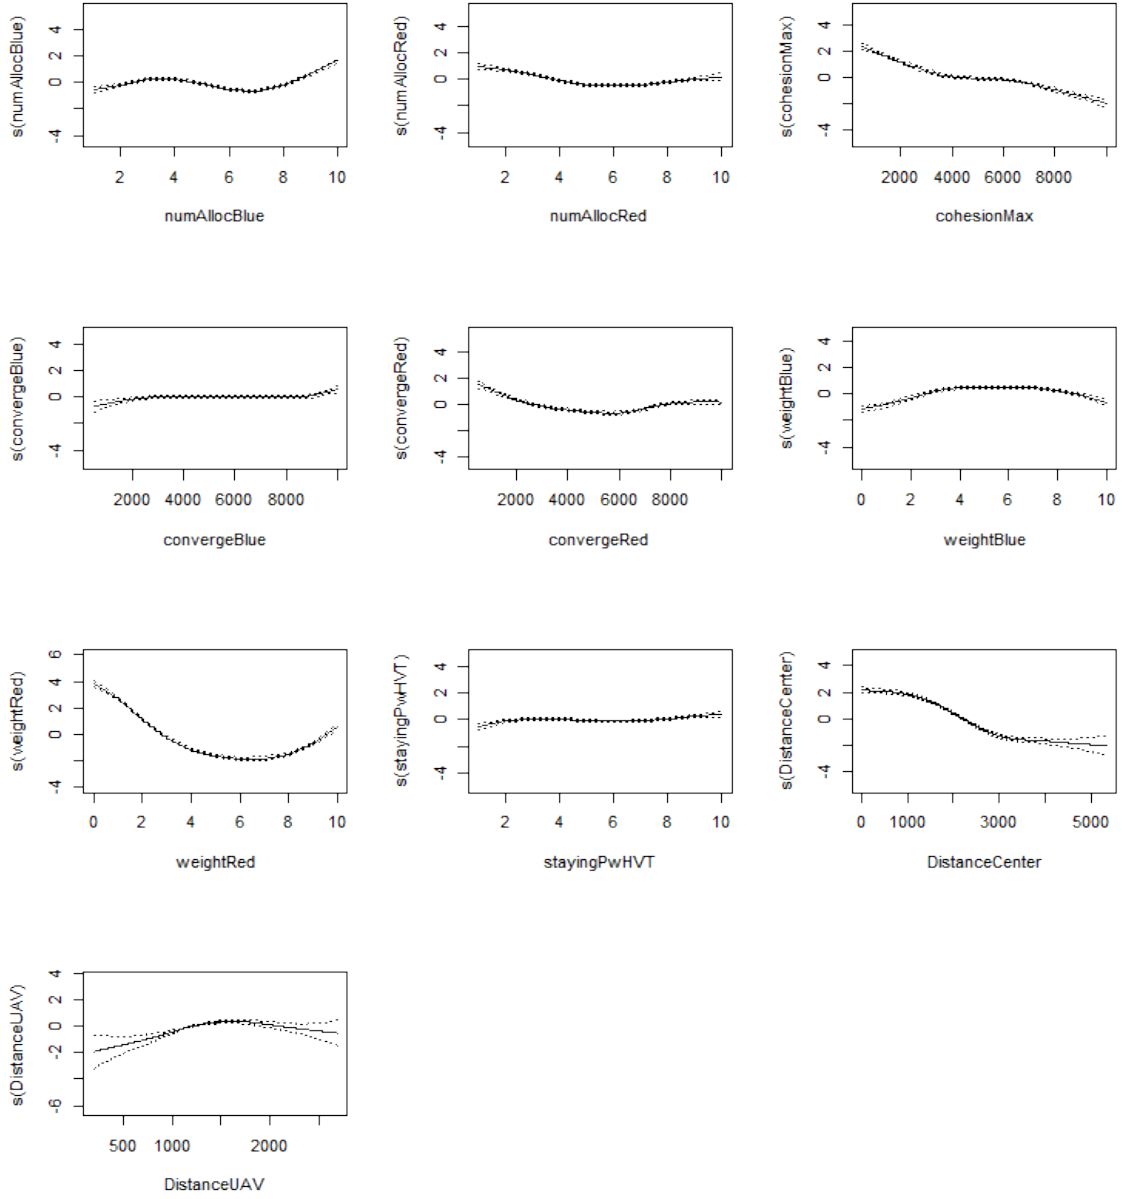 s(numAllocBlue)
4
2
0
-4
2 4 6 8 10
numAllocBlue
s(numAllocRed)
4
2
0
-4
2 4 6 8 10
numAllocRed
s(cohesionMax)
4
2
0
-4
2000 4000 6000 8000
cohesionMax
s(convergeBlue)
4
2
0
-4
2000 4000 6000 8000
convergeBlue
s(convergeRed)
4
2
0
-4
2000 4000 6000 8000
convergeRed
s(weightBlue)
4
2
0
-4
0 2 4 6 8 10
weightBlue
s(weightRed)
6
4
2
0
-4
0 2 4 6 8 10
weightRed
s(stayingPwHVT)
4
2
0
-4
2 4 6 8 10
stayingPwHVT
s(DistanceCenter)
4
2
0
-4
0 1000 3000 5000
DistanceCenter
s(DistanceUAV)
4
2
0
-2
-6
500 1000 2000
DistanceUAV